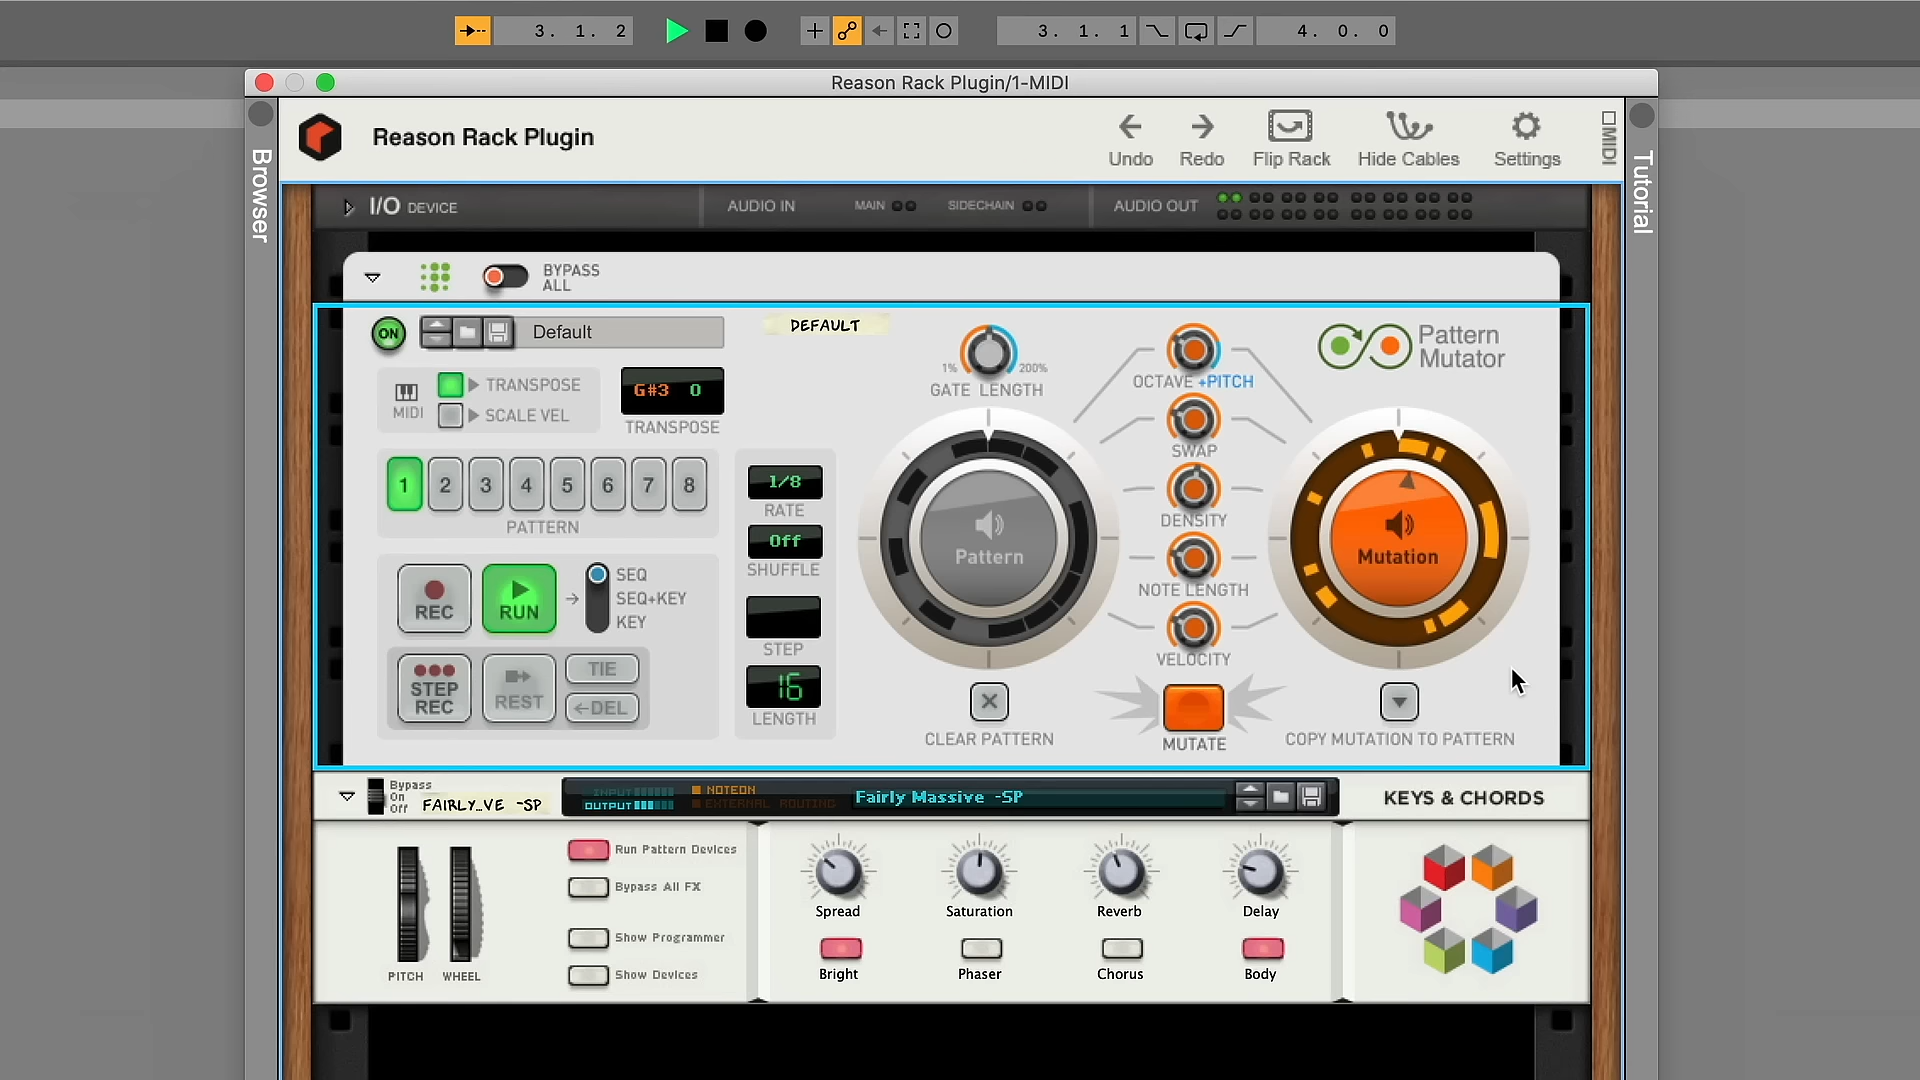 3. 1. 2
3. 1. 1
4. 0. 0
Reason Rack Plugin/1-MIDI
Browser
Reason Rack Plugin
Undo
Redo
Flip Rack
Hide Cables
Settings
MIDI
Tutorial
I/O DEVICE
AUDIO IN
MAIN
SIDECHAIN
AUDIO OUT
BYPASS
ALL
ON
Default
DEFAULT
1%
200%
GATE LENGTH
OCTAVE +PITCH
Pattern
Mutator
MIDI
TRANSPOSE
SCALE VEL
G#3 0
TRANSPOSE
SWAP
1 2 3 4 5 6 7 8
PATTERN
1/8
RATE
Off
SHUFFLE
Pattern
DENSITY
Mutation
NOTE LENGTH
REC
RUN
SEQ
SEQ+KEY
KEY
STEP
VELOCITY
STEP
REC
REST
TIE
←DEL
16
LENGTH
CLEAR PATTERN
MUTATE
COPY MUTATION TO PATTERN
Bypass
On
Off
FAIRLY_VE -SP
INPUT
OUTPUT
NOTEON
EXTERNAL ROUTING
Fairly Massive -SP
KEYS & CHORDS
PITCH
WHEEL
Run Pattern Devices
Bypass All FX
Show Programmer
Show Devices
Spread
Saturation
Reverb
Delay
Bright
Phaser
Chorus
Body